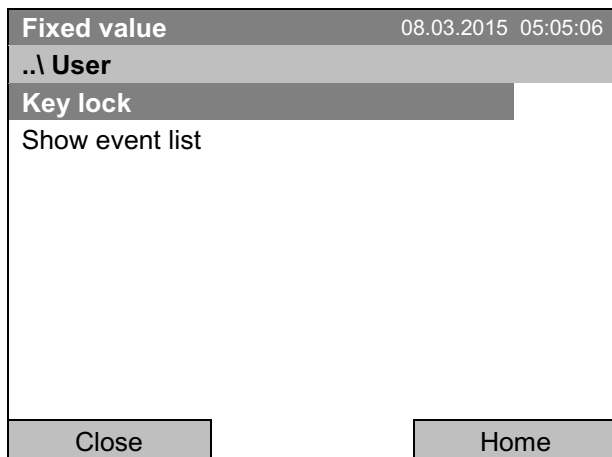 Fixed value 08.03.2015 05:05:06
..\ User
Key lock
Show event list
Close Home